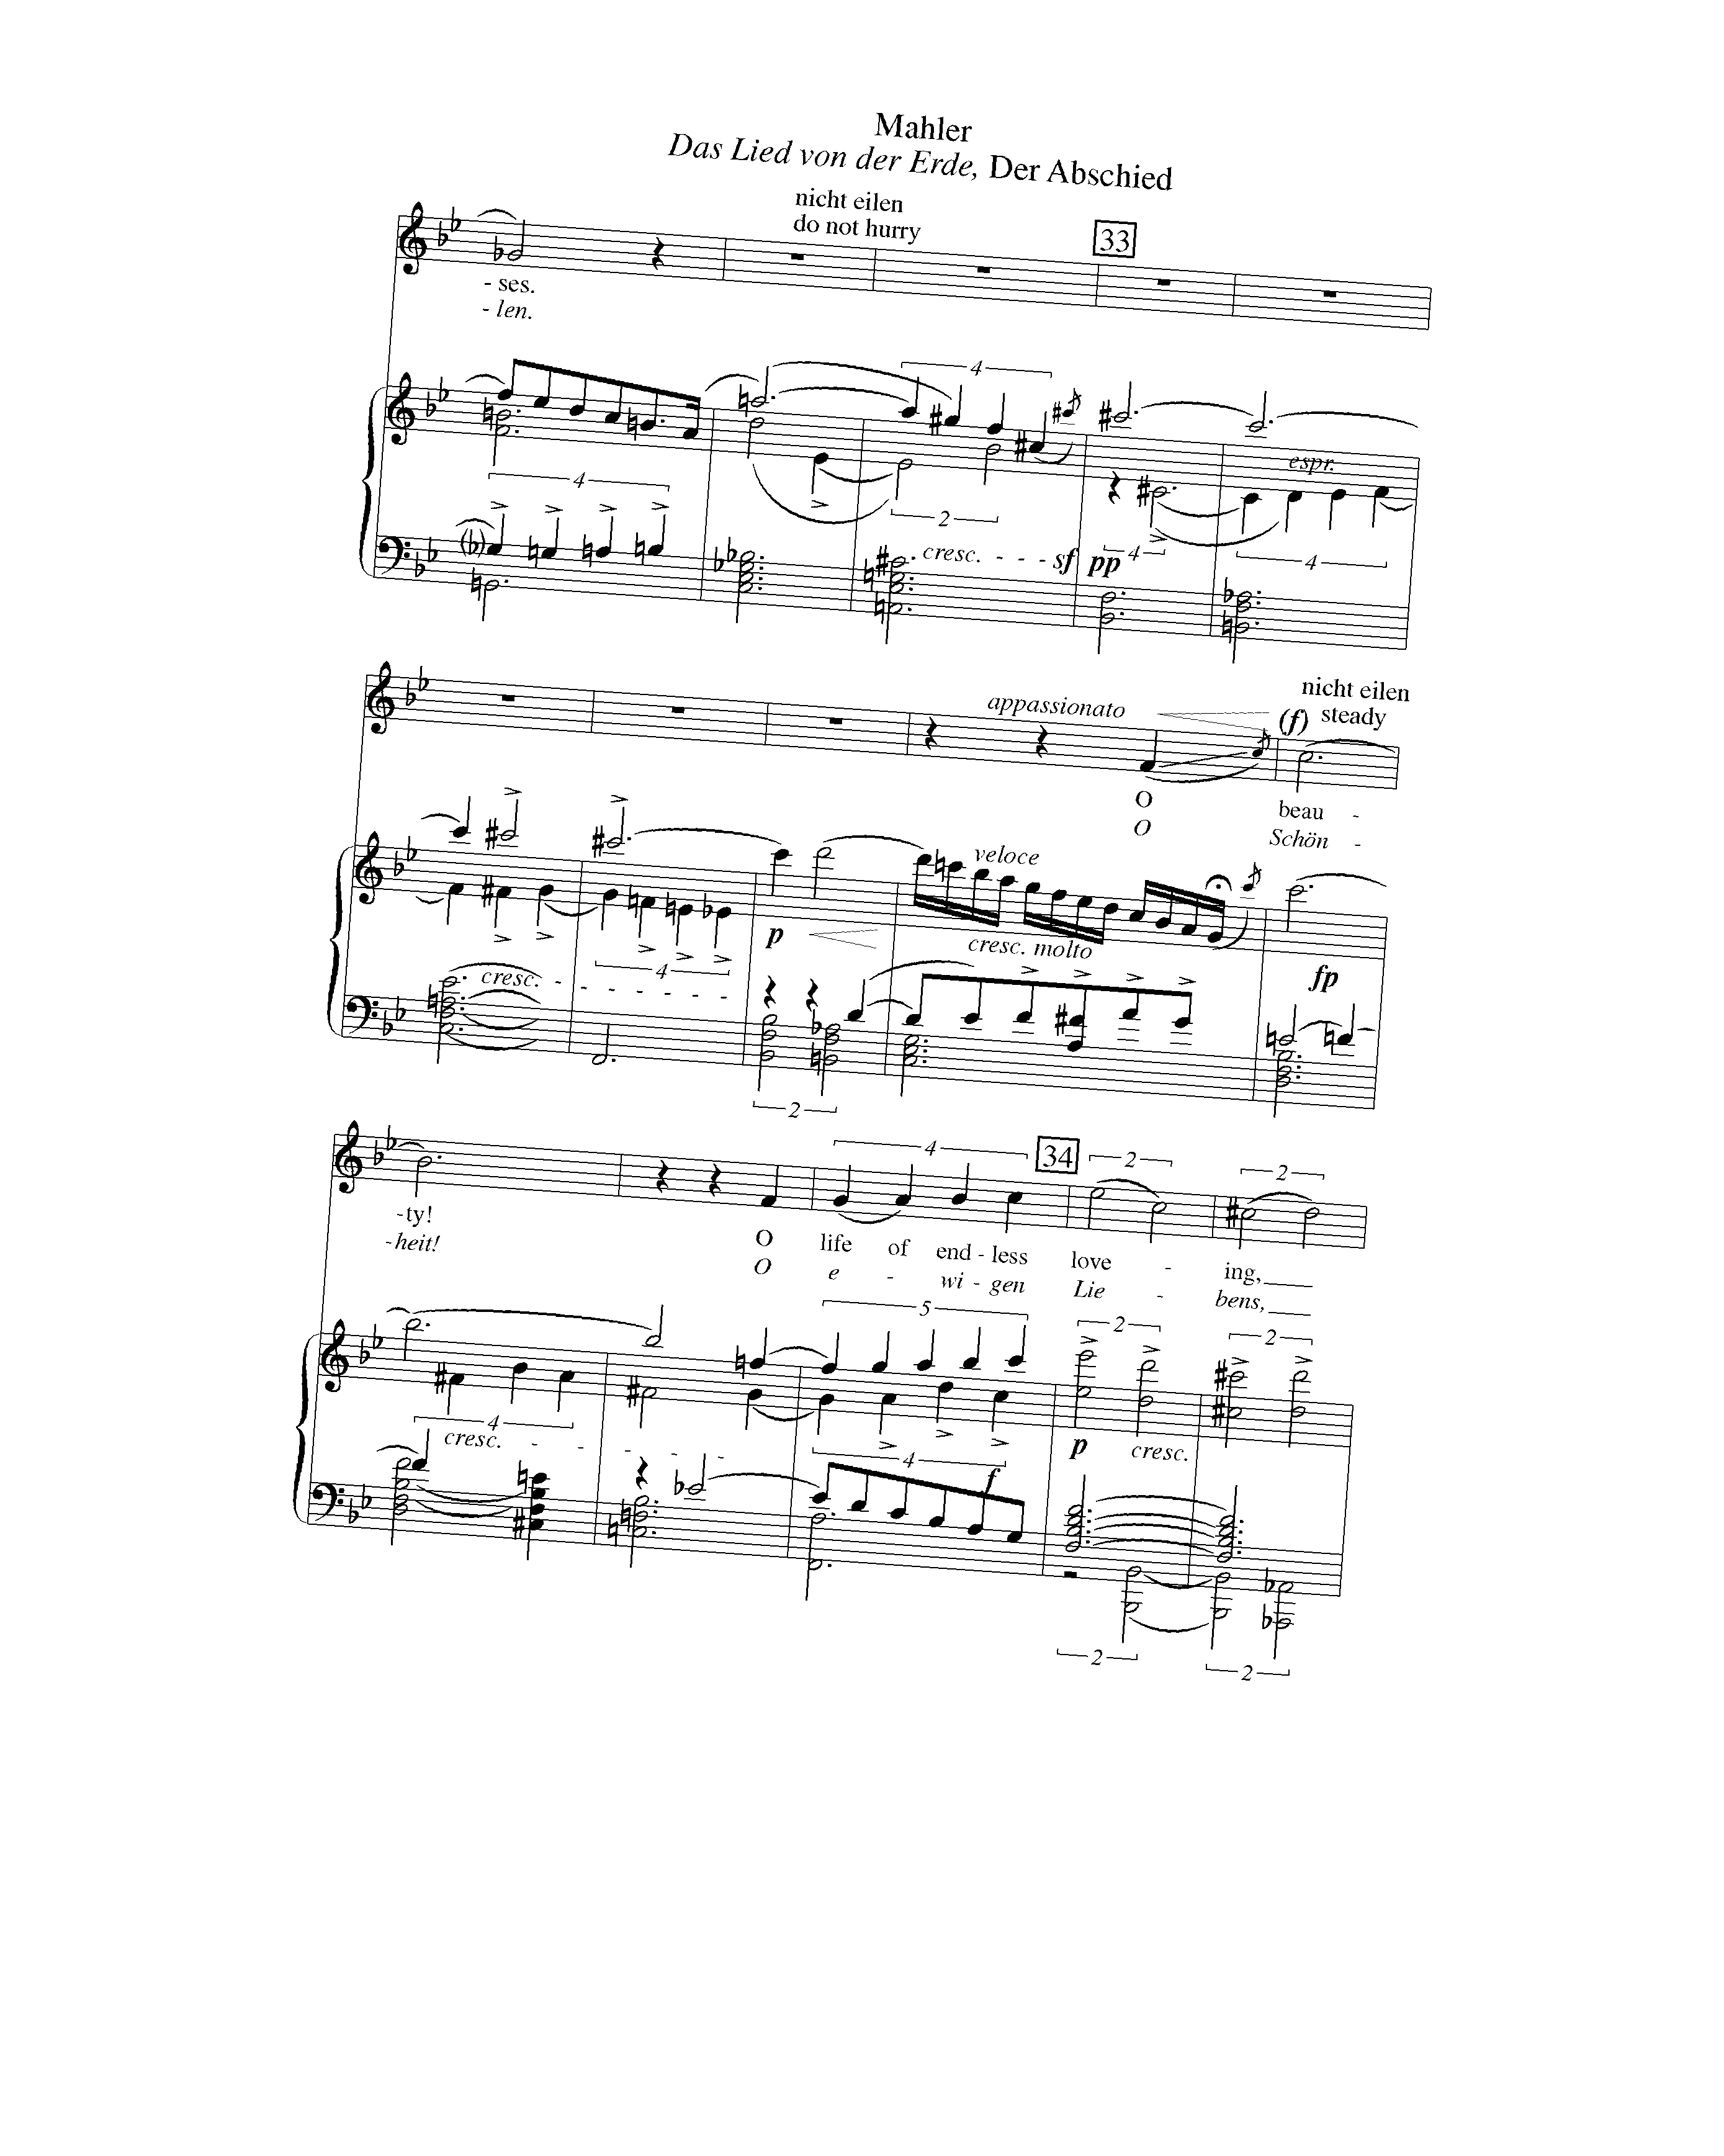 Mahler
Das Lied von der Erde, Der Abschied
nicht eilen
do not hurry
33
- ses.
- len.
4
espr.
4
2
cresc. - - - sf pp
4
4
appassionato
nicht eilen
(f) steady
O beau -
O Schön -
veloce
p
cresc. molto
fp
cresc. - - - - - - -
4
2
4
34
2
2
-ty! O life of end - less love - ing,
-heit! O e - wi - gen Lie - bens,
5
2
2
4
cresc. - - - - -
p cresc.
4
f
2
2